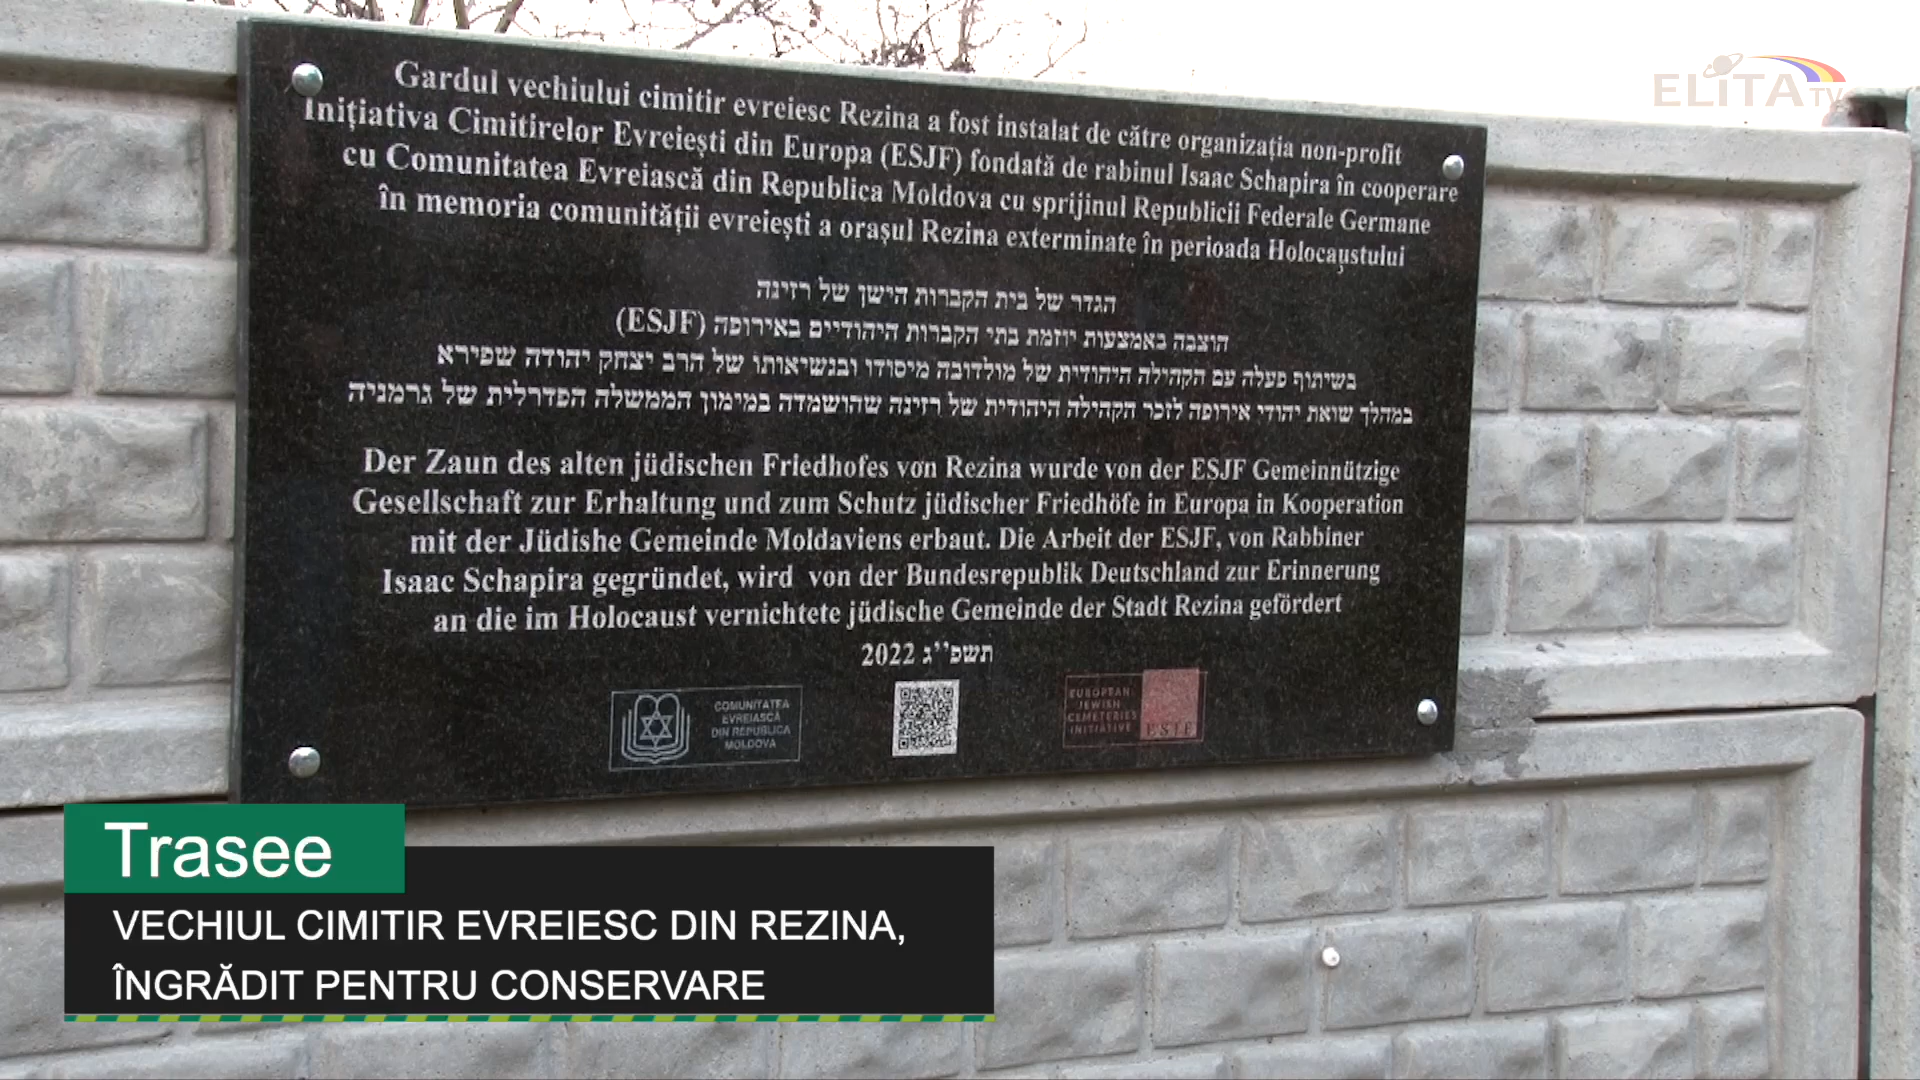 ELITA TV
Gardul vechiului cimitir evreiesc Rezina a fost instalat de către organizația non-profit
Inițiativa Cimitirelor Evreiești din Europa (ESJF) fondată de rabinul Isaac Schapira în cooperare
cu Comunitatea Evreiască din Republica Moldova cu sprijinul Republicii Federale Germane
în memoria comunității evreiești a orașul Rezina exterminate în perioada Holocaustului
הגדר של בית הקברות הישן של רזינה
הוצבה באמצעות יוזמת בתי הקברות היהודיים באירופה (ESJF)
בשיתוף פעלה עם הקהילה היהודית של מולדובה מיסודו ובנשיאותו של הרב יצחק יהודה שפירא
במהלך שואת יהודי אירופה לזכר הקהילה היהודית של רזינה שהושמדה במימון הממשלה הפדרלית של גרמניה
Der Zaun des alten jüdischen Friedhofes von Rezina wurde von der ESJF Gemeinnützige
Gesellschaft zur Erhaltung und zum Schutz jüdischer Friedhöfe in Europa in Kooperation
mit der Jüdishe Gemeinde Moldaviens erbaut. Die Arbeit der ESJF, von Rabbiner
Isaac Schapira gegründet, wird von der Bundesrepublik Deutschland zur Erinnerung
an die im Holocaust vernichtete jüdische Gemeinde der Stadt Rezina gefördert
2022 תשפ’’ג
COMUNITATEA
EVREIASCĂ
DIN REPUBLICA
MOLDOVA
EUROPEAN
JEWISH
CEMETERIES
INITIATIVE
ESJF
Trasee
VECHIUL CIMITIR EVREIESC DIN REZINA,
ÎNGRĂDIT PENTRU CONSERVARE